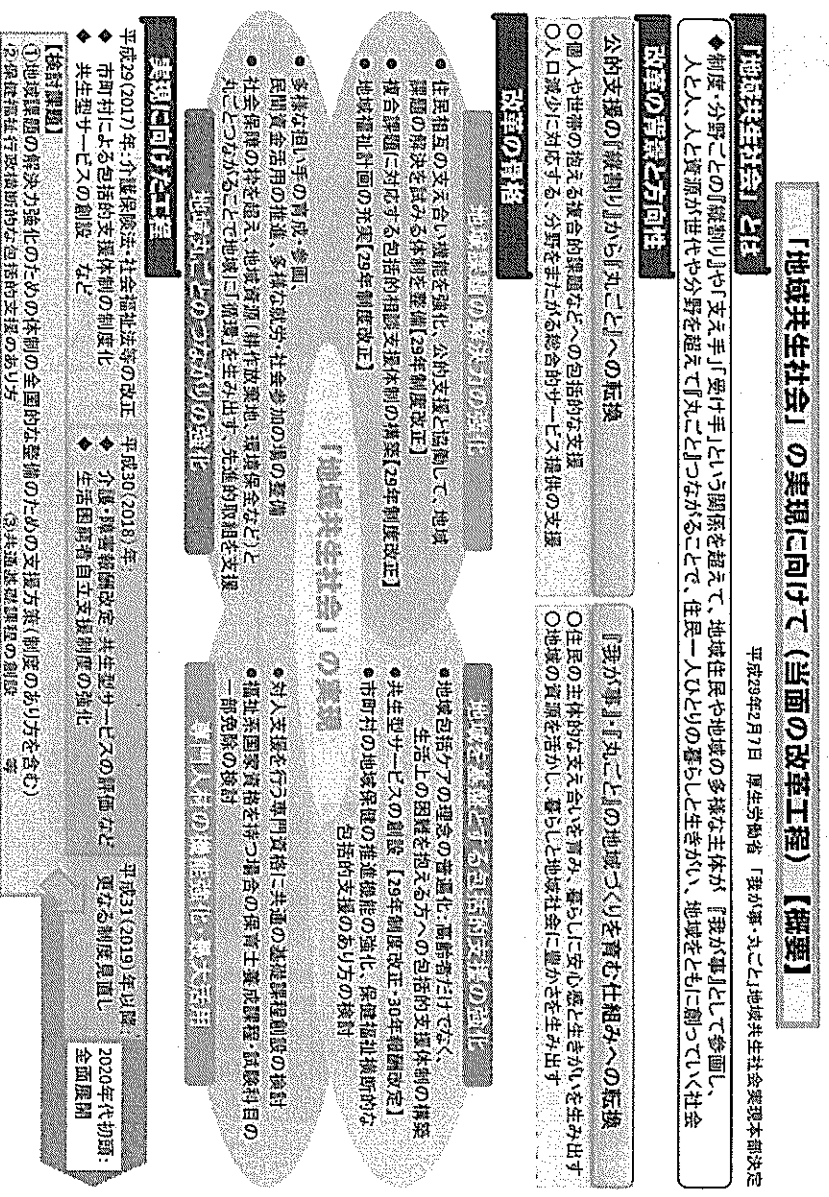 「地域共生社会」の実現に向けて（当面の改革工程）【概要】
平成29年2月7日　厚生労働省　「我が事・丸ごと」地域共生社会実現本部決定
「地域共生社会」とは
◆制度・分野ごとの『縦割り』や「支え手」「受け手」という関係を超えて、地域住民や地域の多様な主体が『我が事』として参画し、
人と人、人と資源が世代や分野を超えて『丸ごと』つながることで、住民一人ひとりの暮らしと生きがい、地域をともに創っていく社会
改革の背景と方向性
公的支援の『縦割り』から『丸ごと』への転換
○個人や世帯の抱える複合的課題などへの包括的な支援
○人口減少に対応する、分野をまたがる総合的サービス提供の支援
『我が事』・『丸ごと』の地域づくりを育む仕組みへの転換
○住民の主体的な支え合いを育み、暮らしに安心感と生きがいを生み出す
○地域の資源を活かし、暮らしと地域社会に豊かさを生み出す
改革の骨格
地域課題の解決力の強化
●住民相互の支え合い機能を強化、公的支援と協働して、地域
課題の解決を試みる体制を整備【29年制度改正】
●複合課題に対応する包括的相談支援体制の構築【29年制度改正】
●地域福祉計画の充実【29年制度改正】
地域を基盤とする包括的支援の強化
●地域包括ケアの理念の普遍化：高齢者だけでなく、
生活上の困難を抱える方への包括的支援体制の構築
●共生型サービスの創設【29年制度改正・30年報酬改定】
●市町村の地域保健の推進機能の強化、保健福祉横断的な
包括的支援のあり方の検討
「地域共生社会」の実現
●多様な担い手の育成・参画、
民間資金活用の推進、多様な就労・社会参加の場の整備
●社会保障の枠を超え、地域資源（耕作放棄地、環境保全など）と
丸ごとつながることで地域に「循環」を生み出す、先進的取組を支援
地域丸ごとのつながりの強化
●対人支援を行う専門資格に共通の基礎課程創設の検討
●福祉系国家資格を持つ場合の保育士養成課程・試験科目の
一部免除の検討
専門人材の機能強化・最大活用
実現に向けた工程
平成29(2017)年：介護保険法・社会福祉法等の改正
◆　市町村による包括的支援体制の制度化
◆　共生型サービスの創設　など
平成30(2018)年：
◆　介護・障害報酬改定：共生型サービスの評価 など
◆　生活困窮者自立支援制度の強化
平成31(2019)年以降：
更なる制度見直し
2020年代初頭：
全面展開
【検討課題】
①地域課題の解決力強化のための体制の全国的な整備のための支援方策（制度のあり方を含む）
②保健福祉行政横断的な包括的支援のあり方　③共通基礎課程の創設　等